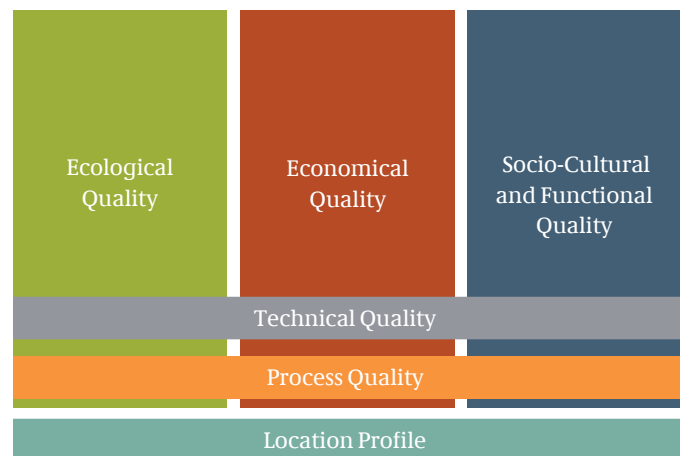 Ecological
Quality
Economical
Quality
Socio-Cultural
and Functional
Quality
Technical Quality
Process Quality
Location Profile